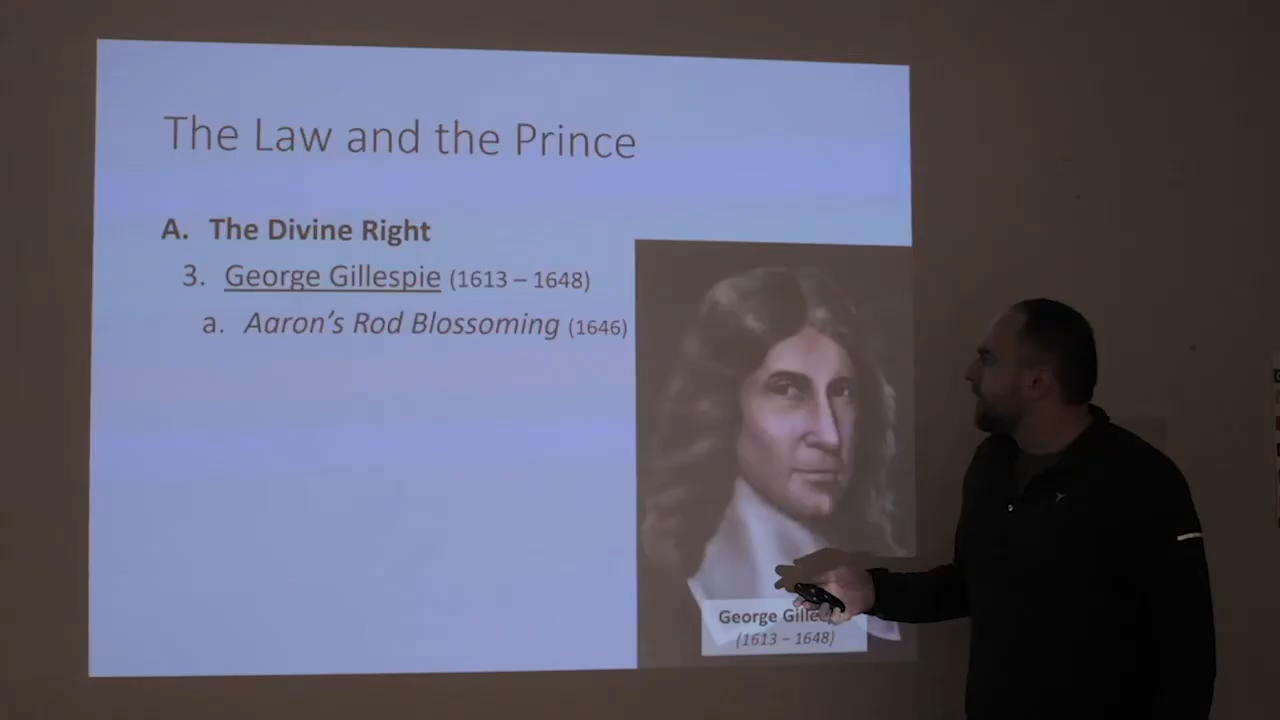 The Law and the Prince
A. The Divine Right
3. George Gillespie (1613 – 1648)
a. Aaron's Rod Blossoming (1646)
George
(1613 – 1648)